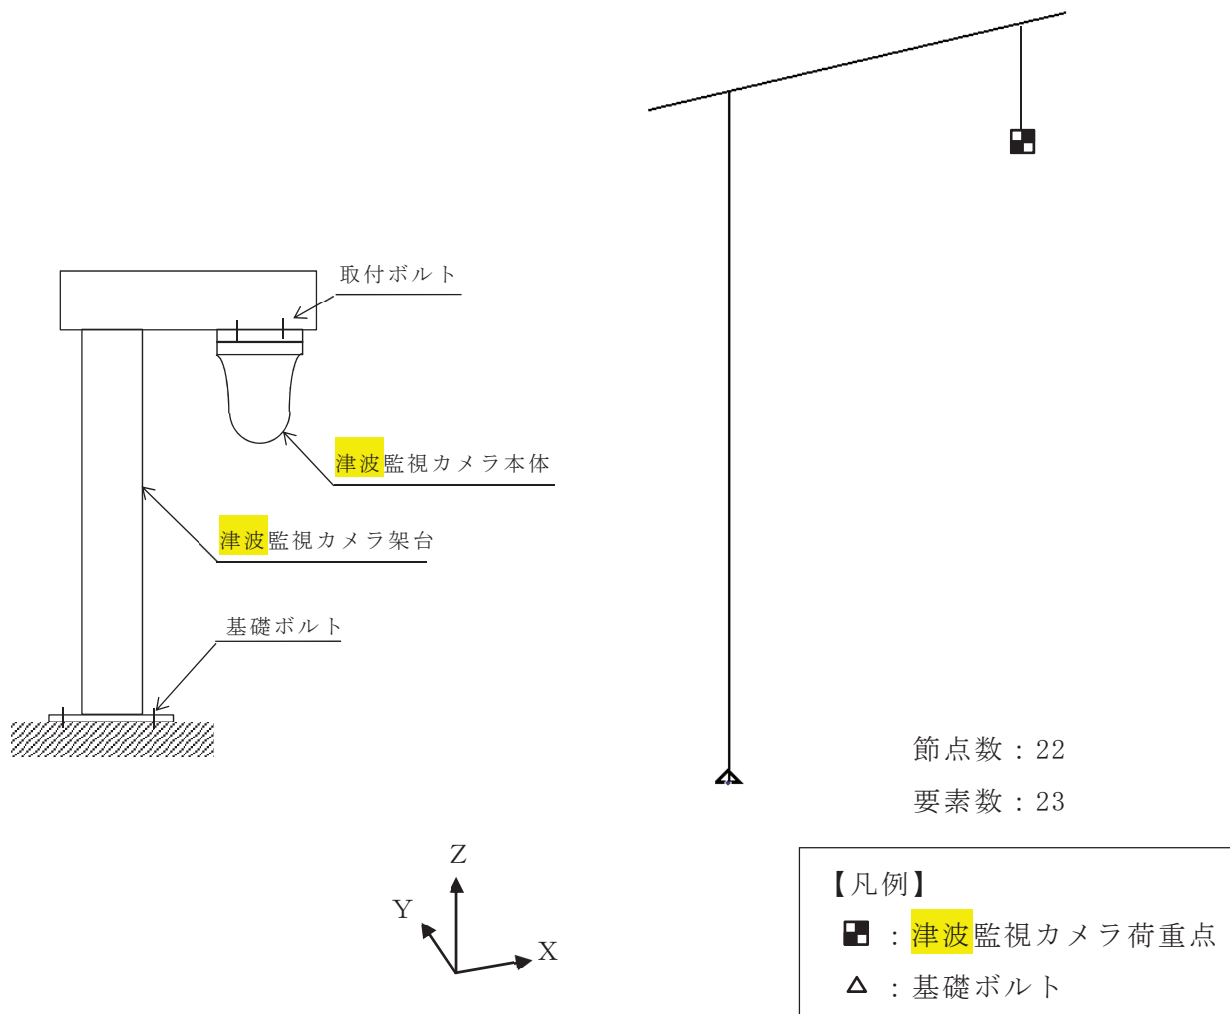 取付ボルト
津波監視カメラ本体
津波監視カメラ架台
基礎ボルト
節点数：22
要素数：23
Z
Y
X
【凡例】
：津波監視カメラ荷重点
：基礎ボルト